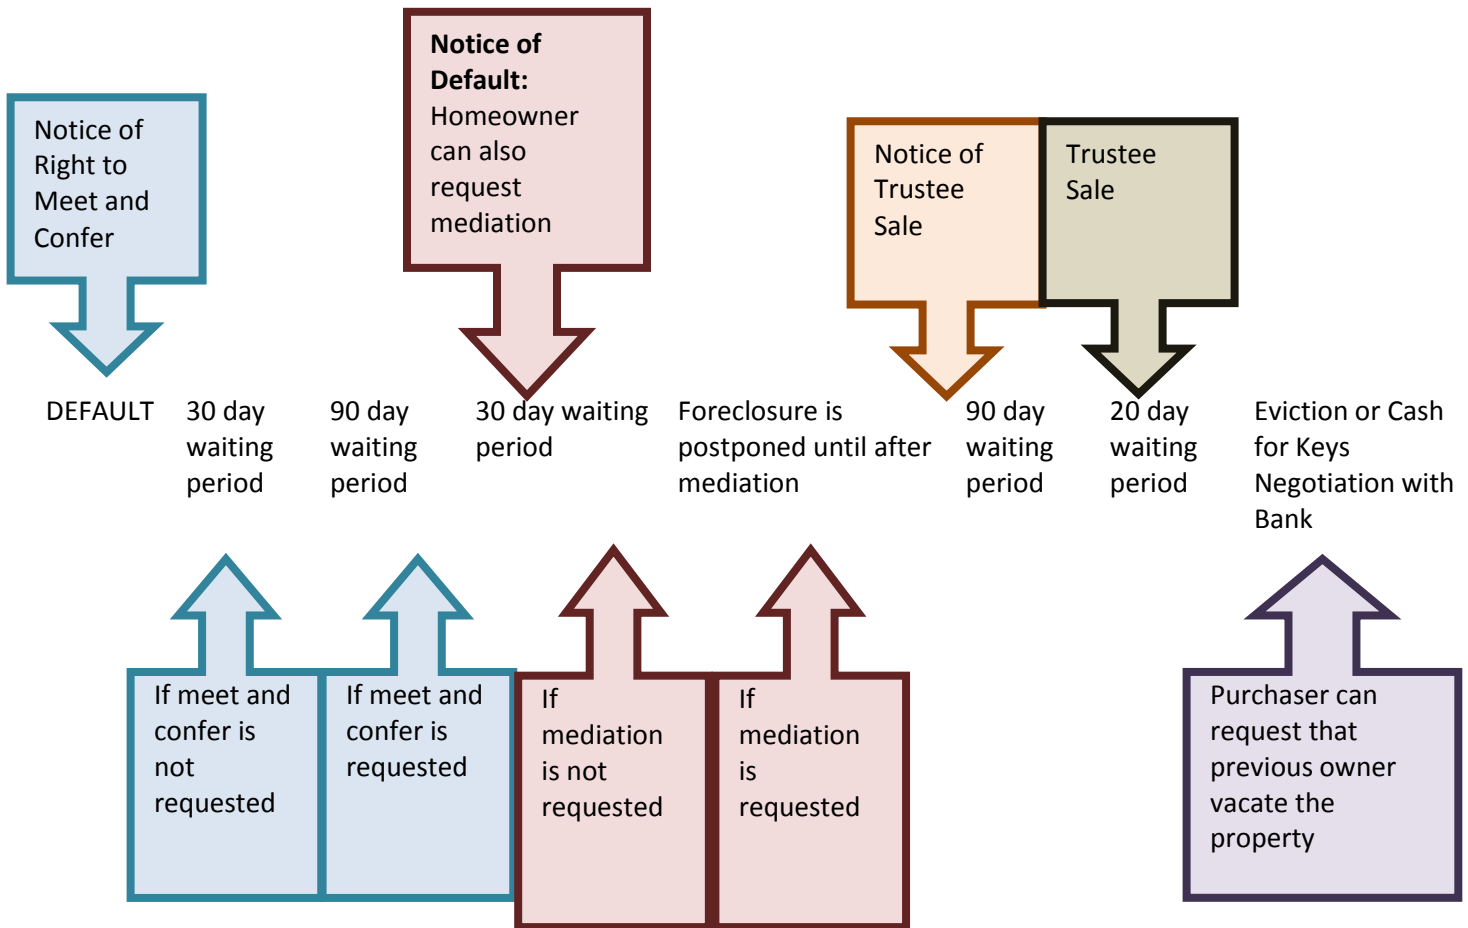 Notice of
Right to
Meet and
Confer
Notice of
Default:
Homeowner
can also
request
mediation
Notice of
Trustee
Sale
Trustee
Sale
DEFAULT
30 day
waiting
period
90 day
waiting
period
30 day waiting
period
Foreclosure is
postponed until after
mediation
90 day
waiting
period
20 day
waiting
period
Eviction or Cash
for Keys
Negotiation with
Bank
If meet and
confer is
not
requested
If meet and
confer is
requested
If
mediation
is not
requested
If
mediation
is
requested
Purchaser can
request that
previous owner
vacate the
property